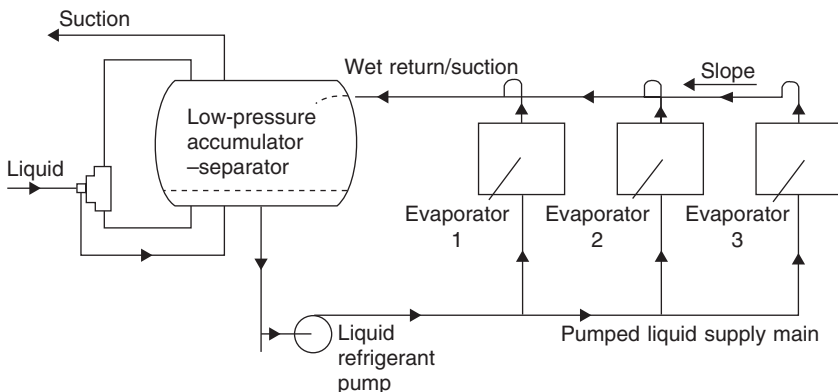 Suction
Wet return/suction
Slope
Low-pressure
accumulator
–separator
Liquid
Evaporator
1
Evaporator
2
Evaporator
3
Liquid
refrigerant
pump
Pumped liquid supply main